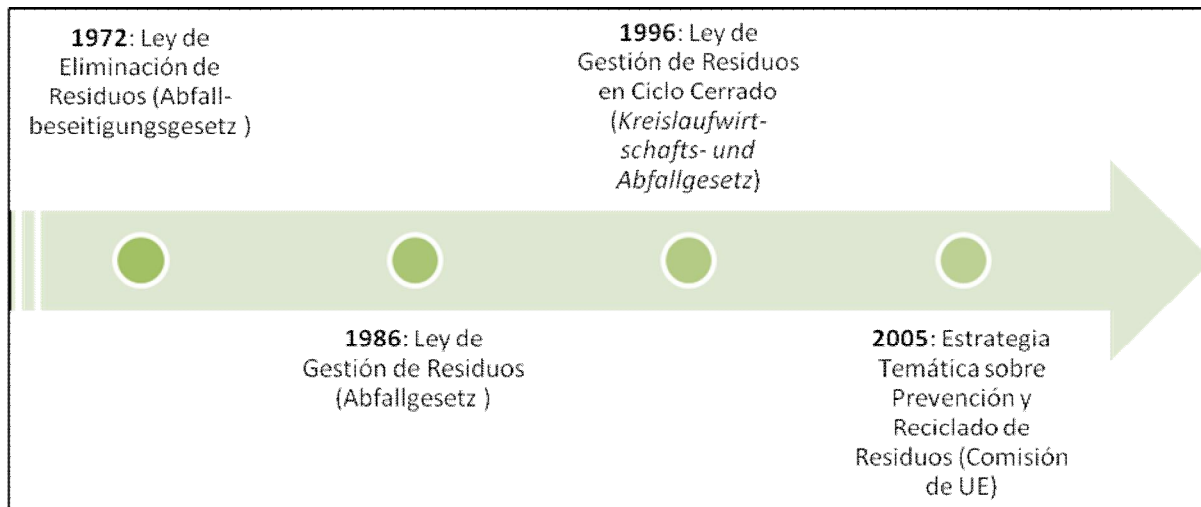 1972: Ley de
Eliminación de
Residuos (Abfall-
beseitigungsgesetz )
1986: Ley de
Gestión de Residuos
(Abfallgesetz )
1996: Ley de
Gestión de Residuos
en Ciclo Cerrado
(Kreislaufwirt-
schafts- und
Abfallgesetz)
2005: Estrategia
Temática sobre
Prevención y
Reciclado de
Residuos (Comisión
de UE)